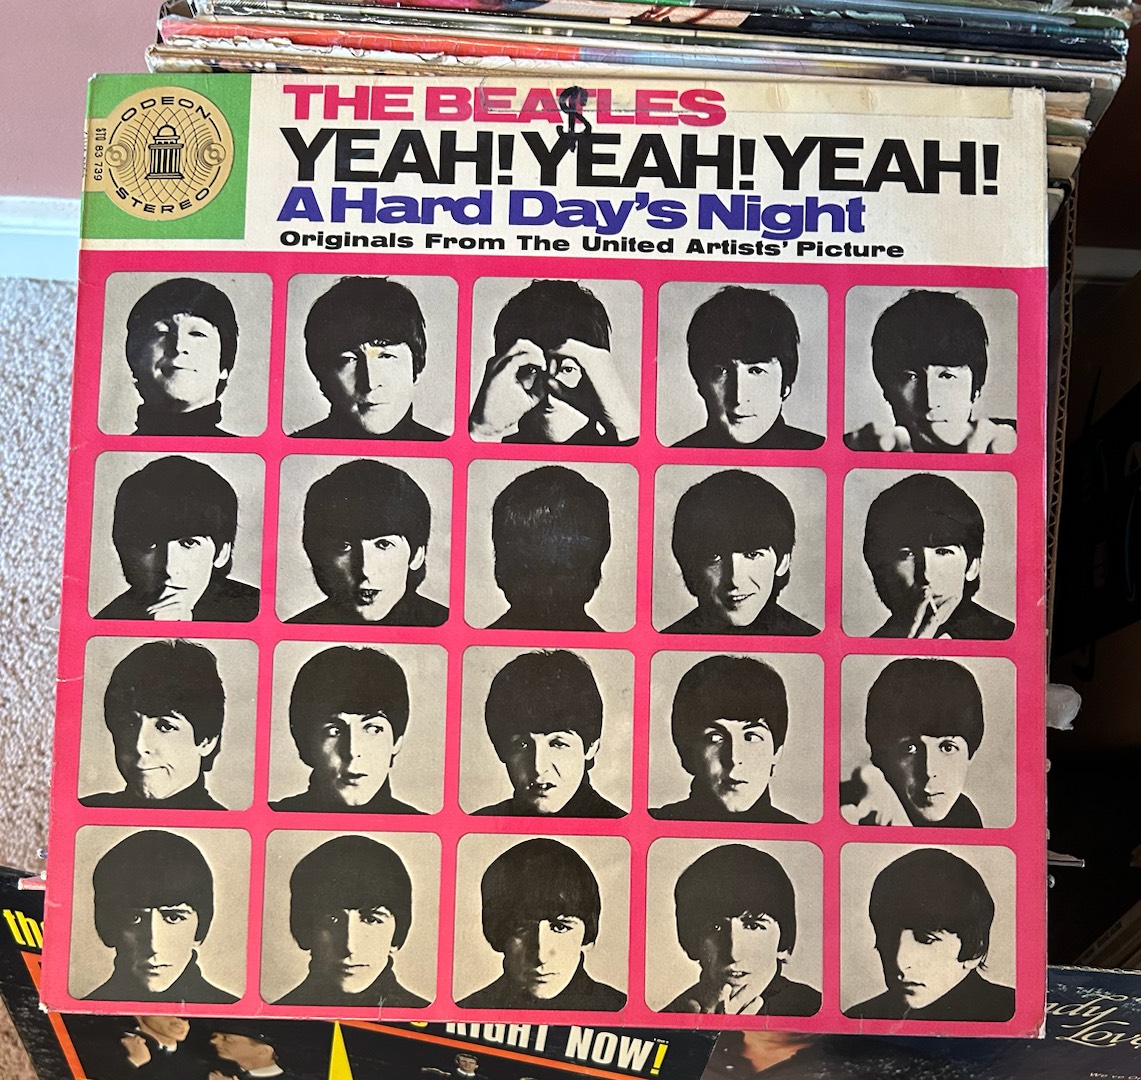 ODEON
STEREO
STO 83 739
THE BEATLES
YEAH! YEAH! YEAH!
A Hard Day's Night
Originals From The United Artists' Picture
RIGHT NOW!